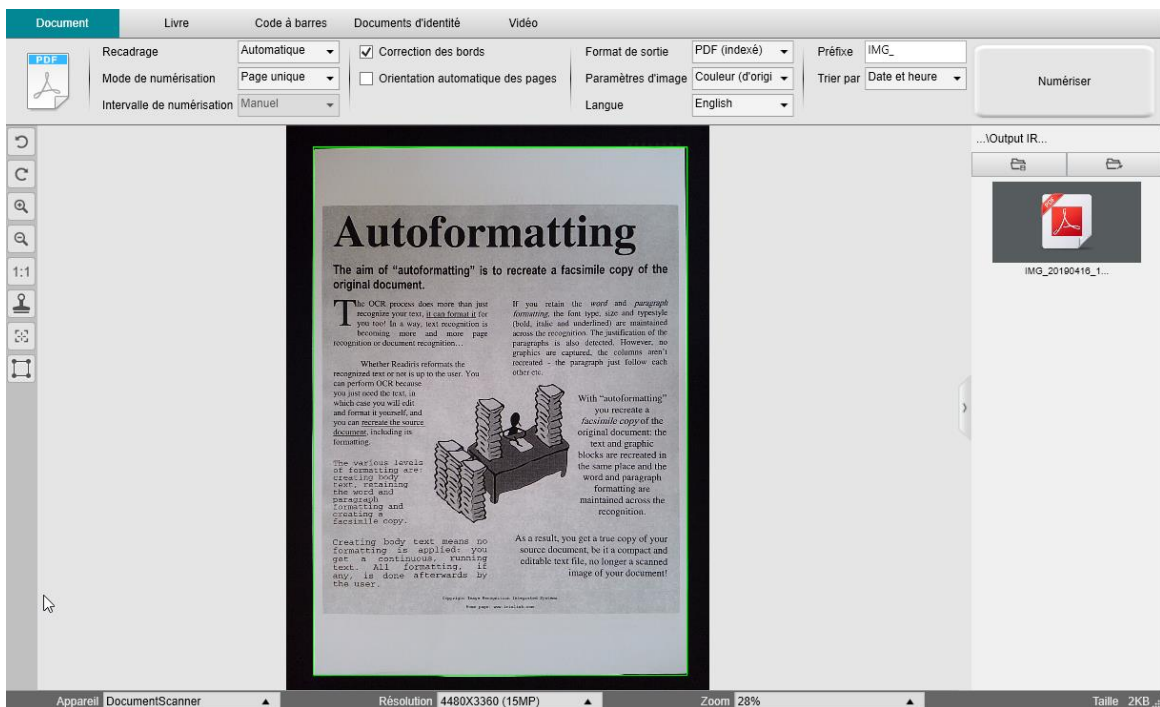 Document Livre Code à barres Documents d'identité Vidéo
PDF
Recadrage Automatique
Mode de numérisation Page unique
Intervalle de numérisation Manuel
Correction des bords
Orientation automatique des pages
Format de sortie PDF (indexé)
Paramètres d'image Couleur (d'origi
Langue English
Préfixe IMG_
Trier par Date et heure
Numériser
1:1
Autoformatting
The aim of “autoformatting” is to recreate a facsimile copy of the
original document.
The OCR process does more than just
recognize your text, it can format it for
you too! In a way, text recognition is
becoming more and more page
recognition or document recognition…
Whether Readiris reformats the
recognized text or not is up to the user. You
can perform OCR because
you just need the text, in
which case you will edit
and format it yourself, and
you can recreate the source
document, including its
formatting.
The various levels
of formatting are:
creating body
text, retaining
the word and
paragraph
formatting and
creating a
facsimile copy.
Creating body text means no
formatting is applied: you
get a continuous, running
text. All formatting, if
any, is done afterwards by
the user.
If you retain the word and paragraph
formatting, the font type, size and typestyle
(bold, italic and underlined) are maintained
across the recognition. The justification of the
paragraphs is also detected. However, no
graphics are captured, the columns aren't
recreated - the paragraph just follow each
other etc.
With “autoformatting”
you recreate a
facsimile copy of the
original document: the
text and graphic
blocks are recreated in
the same place and the
word and paragraph
formatting are
maintained across the
recognition.
As a result, you get a true copy of your
source document, be it a compact and
editable text file, no longer a scanned
image of your document!
Copyright Image Recognition Integrated Systems
Home page: www.irislink.com
...\Output IR...
PDF
IMG_20190416_1...
Appareil DocumentScanner Résolution 4480X3360 (15MP) Zoom 28% Taille 2KB